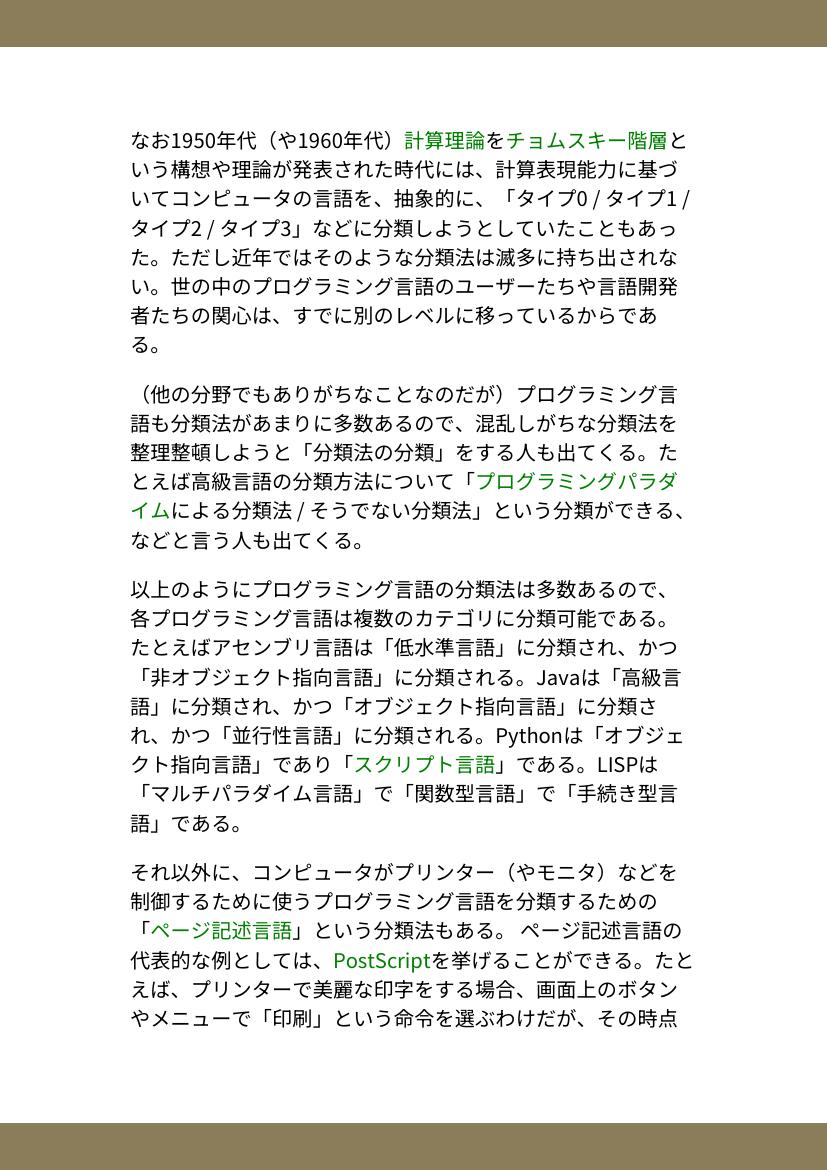 なお1950年代（や1960年代）計算理論をチョムスキー階層と
いう構想や理論が発表された時代には、計算表現能力に基づ
いてコンピュータの言語を、抽象的に、「タイプ0 / タイプ1 /
タイプ2 / タイプ3」などに分類しようとしていたこともあっ
た。ただし近年ではそのような分類法は滅多に持ち出されな
い。世の中のプログラミング言語のユーザーたちや言語開発
者たちの関心は、すでに別のレベルに移っているからであ
る。
（他の分野でもありがちなことなのだが）プログラミング言
語も分類法があまりに多数あるので、混乱しがちな分類法を
整理整頓しようと「分類法の分類」をする人も出てくる。た
とえば高級言語の分類方法について「プログラミングパラダ
イムによる分類法 / そうでない分類法」という分類ができる、
などと言う人も出てくる。
以上のようにプログラミング言語の分類法は多数あるので、
各プログラミング言語は複数のカテゴリに分類可能である。
たとえばアセンブリ言語は「低水準言語」に分類され、かつ
「非オブジェクト指向言語」に分類される。Javaは「高級言
語」に分類され、かつ「オブジェクト指向言語」に分類さ
れ、かつ「並行性言語」に分類される。Pythonは「オブジェ
クト指向言語」であり「スクリプト言語」である。LISPは
「マルチパラダイム言語」で「関数型言語」で「手続き型言
語」である。
それ以外に、コンピュータがプリンター（やモニタ）などを
制御するために使うプログラミング言語を分類するための
「ページ記述言語」という分類法もある。 ページ記述言語の
代表的な例としては、PostScriptを挙げることができる。たと
えば、プリンターで美麗な印字をする場合、画面上のボタン
やメニューで「印刷」という命令を選ぶわけだが、その時点